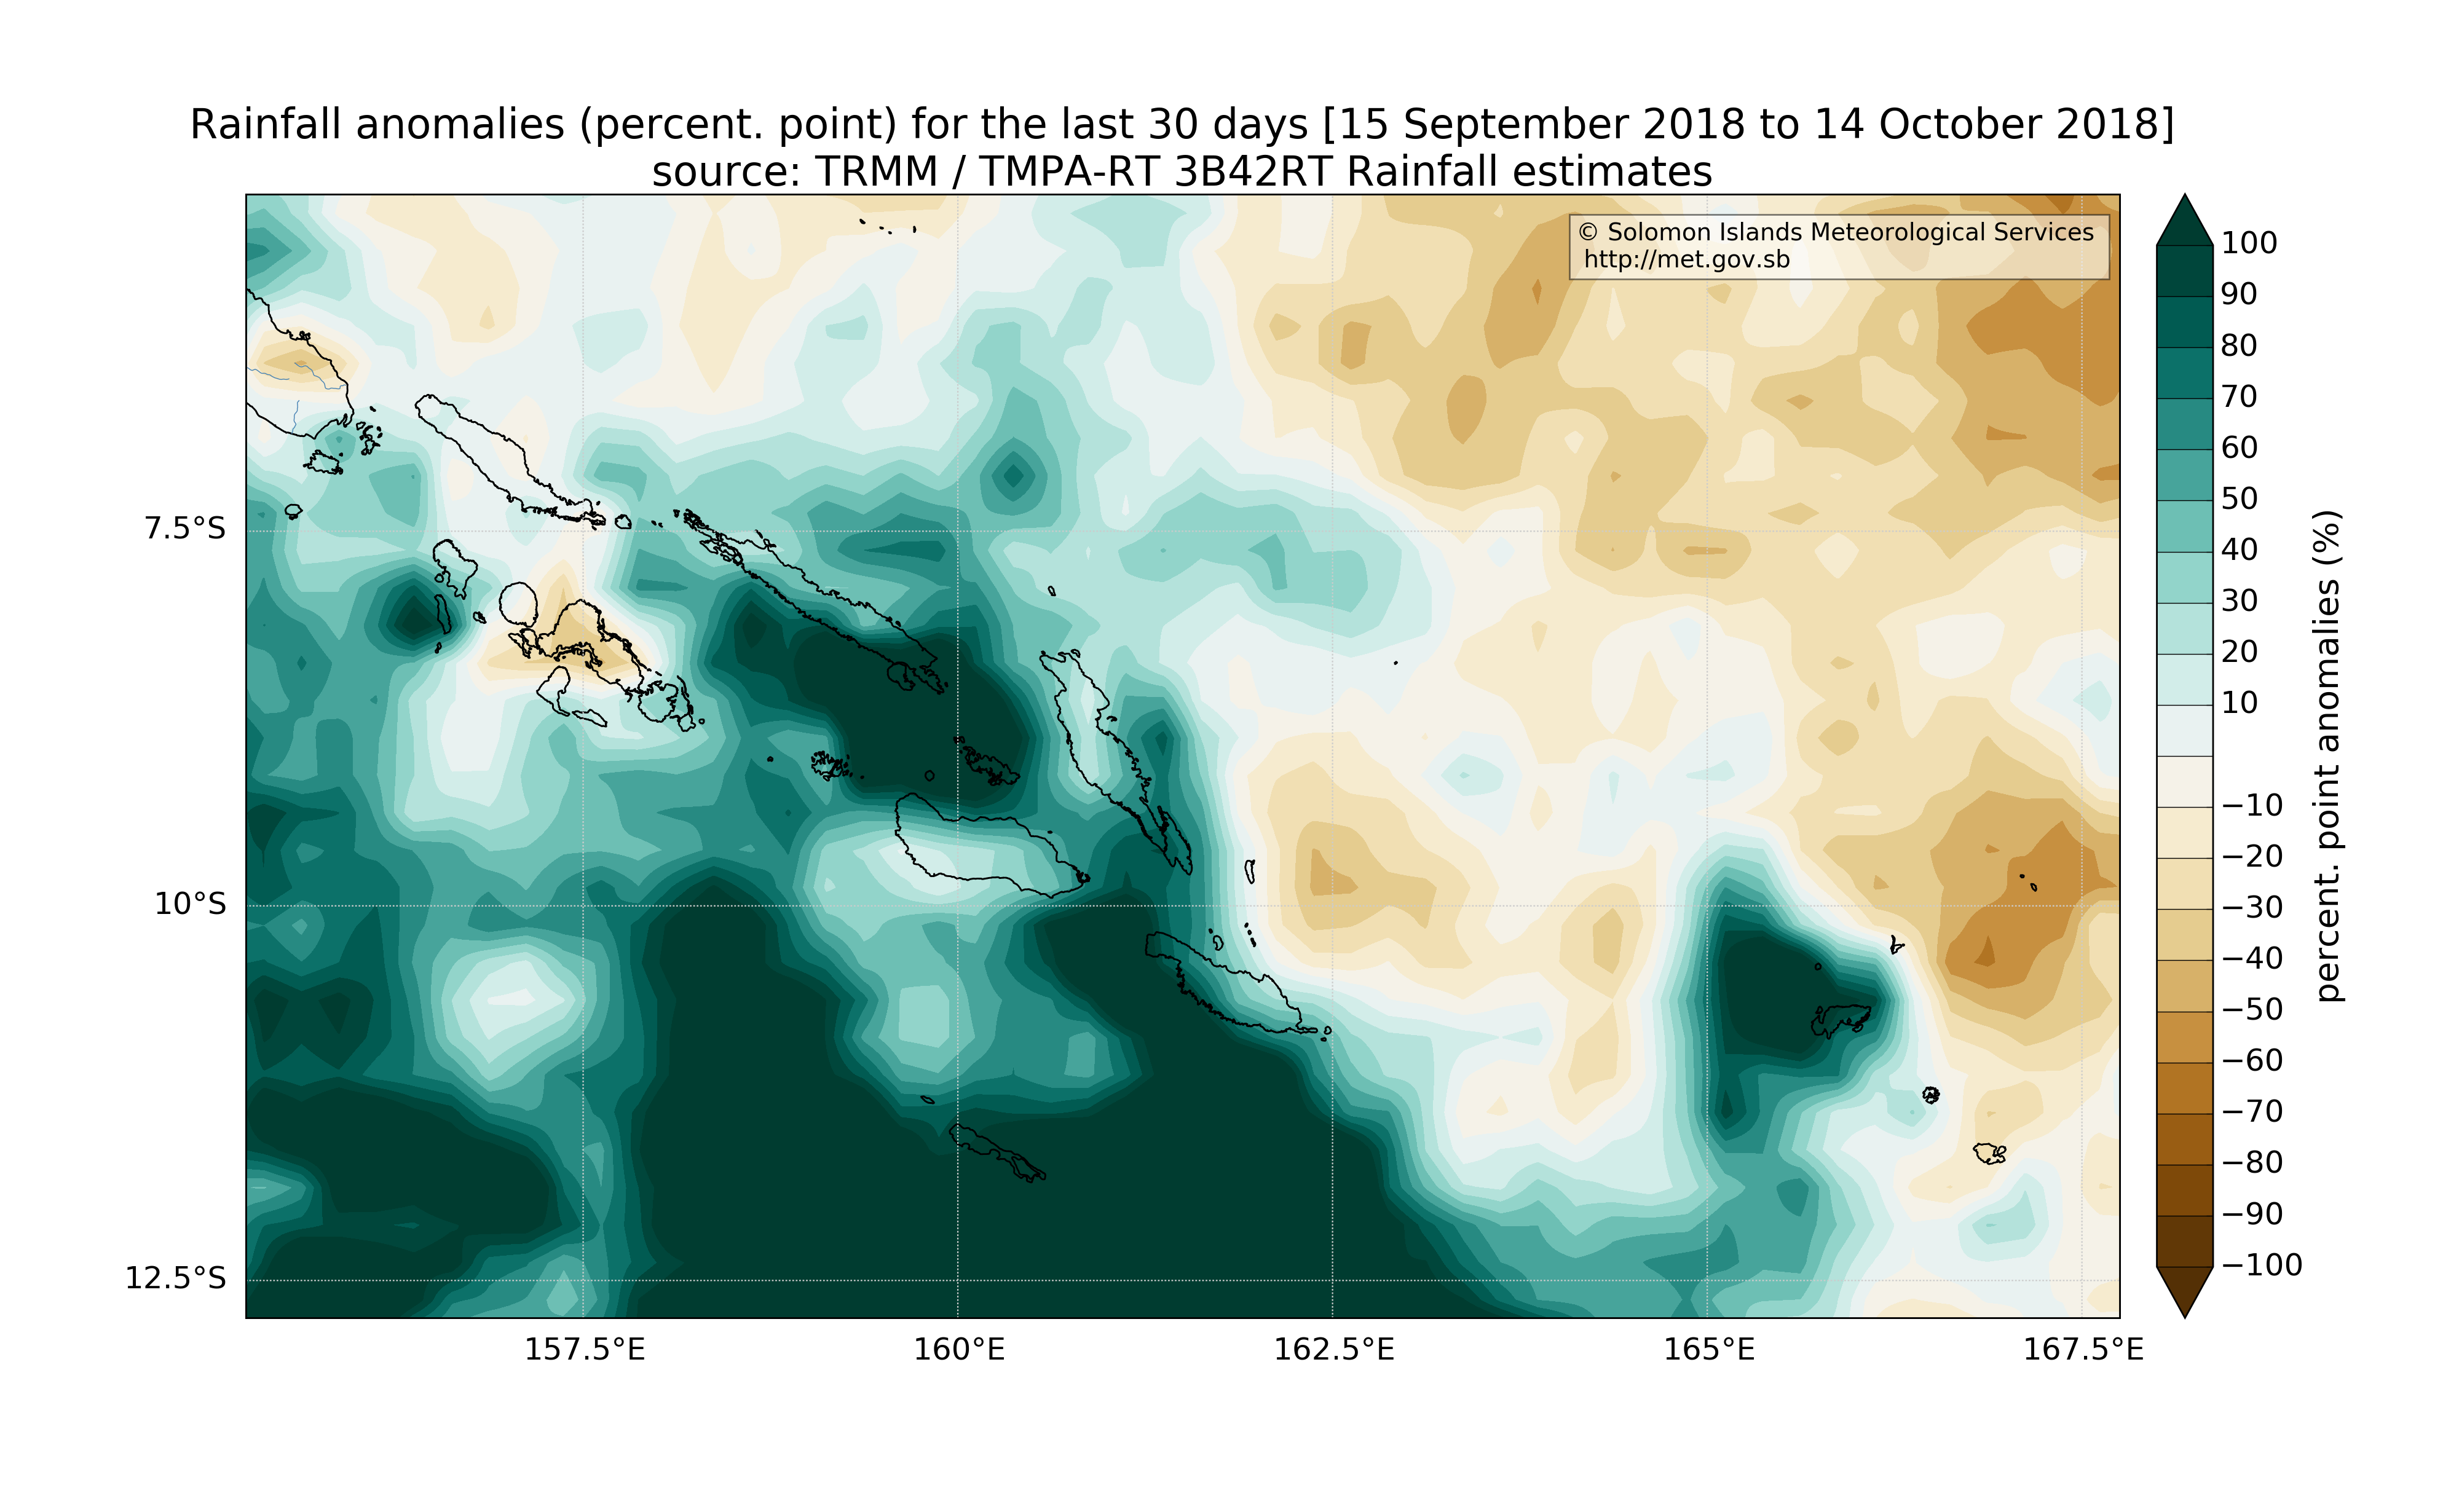 Rainfall anomalies (percent. point) for the last 30 days [15 September 2018 to 14 October 2018]
source: TRMM / TMPA-RT 3B42RT Rainfall estimates
© Solomon Islands Meteorological Services
http://met.gov.sb
7.5°S
10°S
12.5°S
157.5°E
160°E
162.5°E
165°E
167.5°E
100
90
80
70
60
50
40
30
20
10
−10
−20
−30
−40
−50
−60
−70
−80
−90
−100
percent. point anomalies (%)